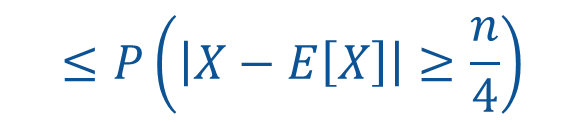 ≤ P(|X − E[X]| ≥ n/4)